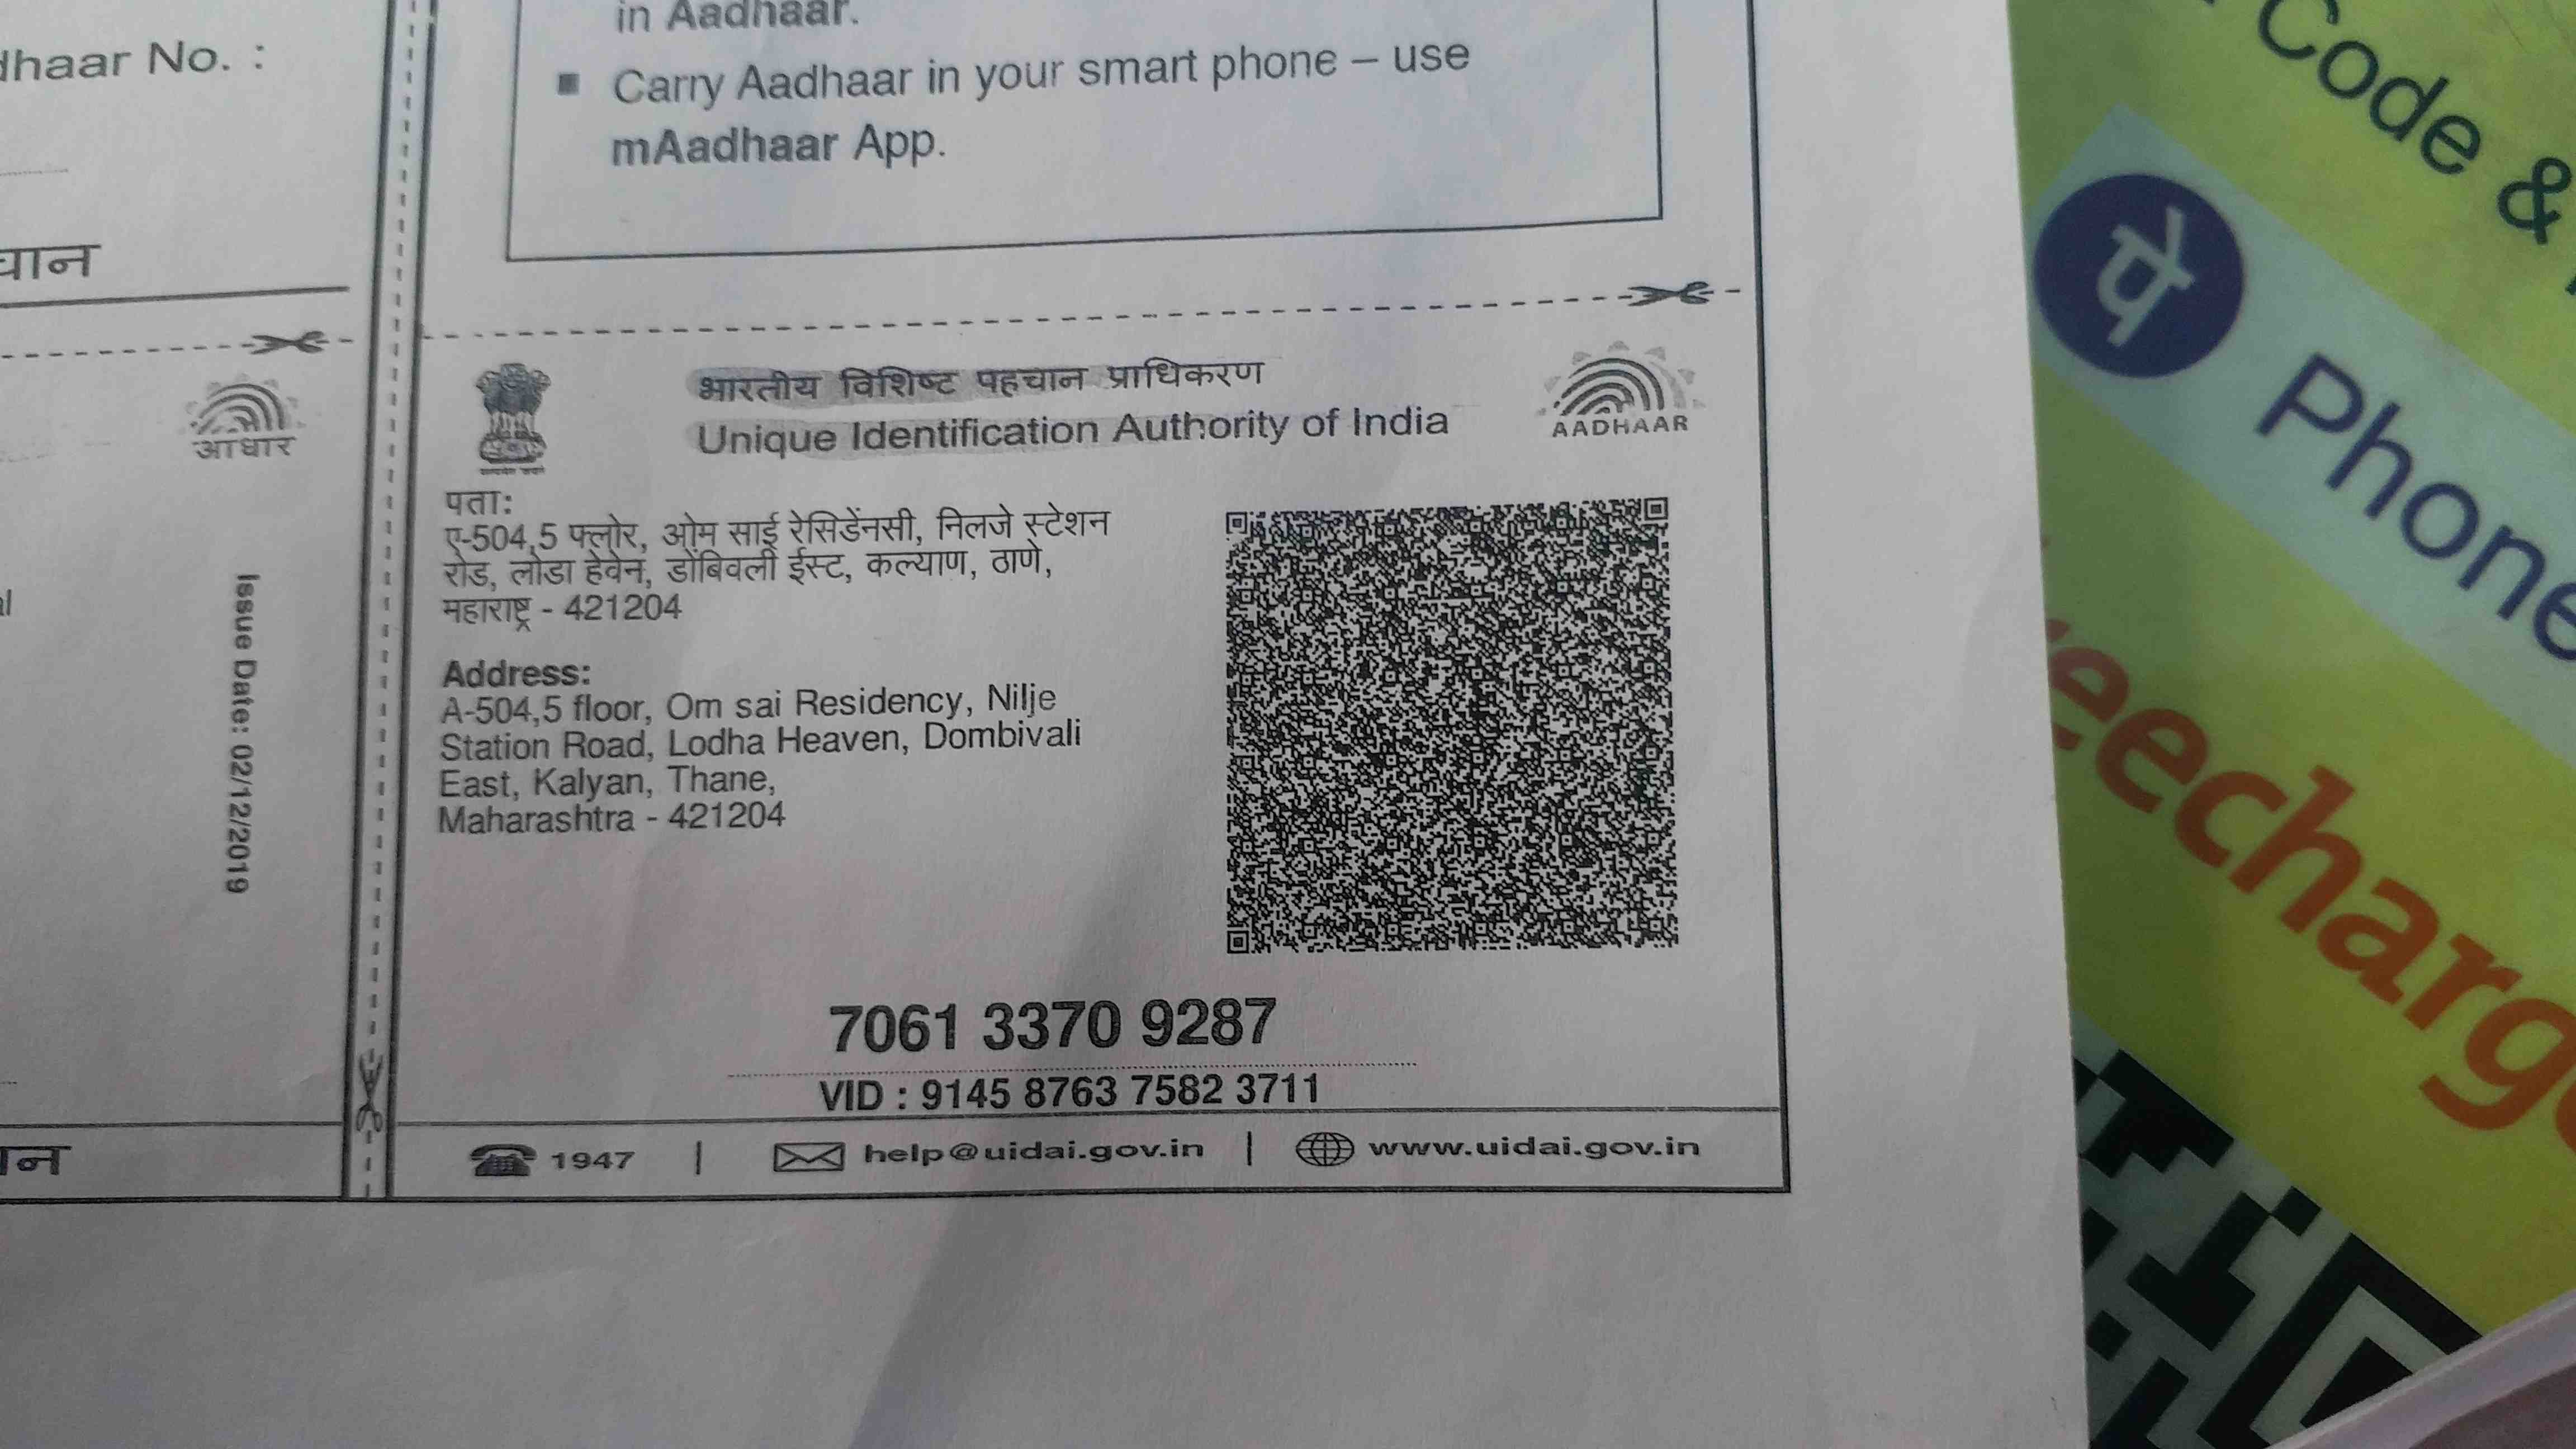 dhaar No. :
चान
आधार
Issue Date: 02/12/2019
in Aadhaar.
■ Carry Aadhaar in your smart phone – use
mAadhaar App.
भारतीय विशिष्ट पहचान प्राधिकरण
Unique Identification Authority of India
AADHAAR
पता:
ए-504,5 फ्लोर, ओम साई रेसिडेंनसी, निलजे स्टेशन
रोड, लोडा हेवेन, डोंबिवली ईस्ट, कल्याण, ठाणे,
महाराष्ट्र - 421204
Address:
A-504,5 floor, Om sai Residency, Nilje
Station Road, Lodha Heaven, Dombivali
East, Kalyan, Thane,
Maharashtra - 421204
7061 3370 9287
VID : 9145 8763 7582 3711
1947 | help@uidai.gov.in | www.uidai.gov.in
Code &
पे
Phone
eecharge